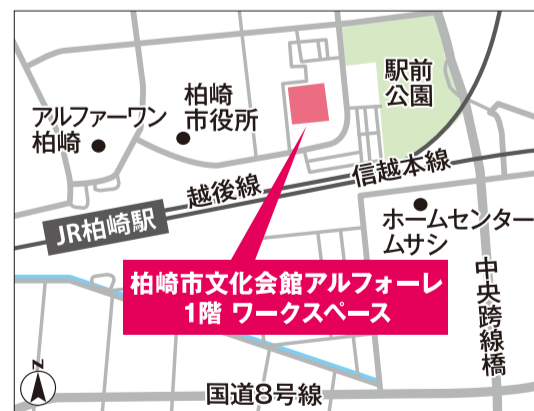 駅前
公園
柏崎
市役所
アルファーワン
柏崎
信越本線
越後線
JR柏崎駅
ホームセンター
ムサシ
柏崎市文化会館アルフォーレ
1階 ワークスペース
中央跨線橋
国道8号線
N